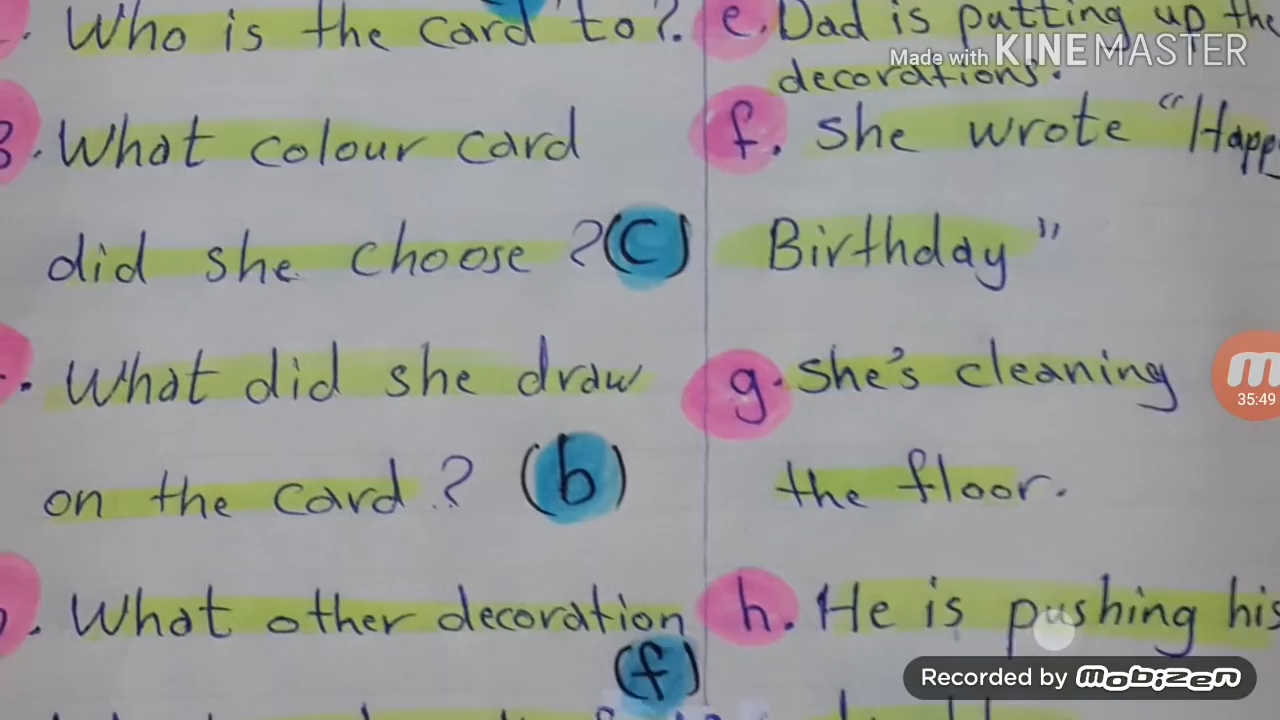 Who is the card to?.
3. What colour card
did she choose ? (c)
What did she draw
on the card ? (b)
What other decoration
(f)
e. Dad is putting up the
decorations.
f. She wrote "Happ
Birthday"
g. She's cleaning
the floor.
h. He is pushing his
Made with KINEMASTER
35:49
Recorded by mobizen